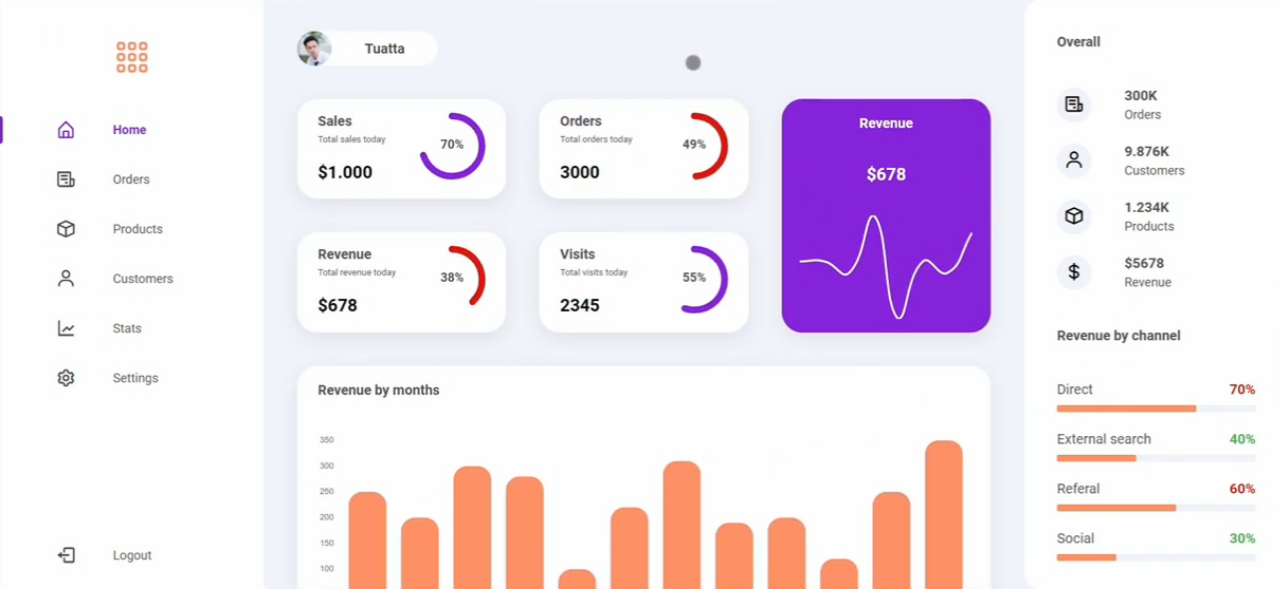 Home
Orders
Products
Customers
Stats
Settings
Logout
Tuatta
Sales
Total sales today
$1.000
70%
Orders
Total orders today
3000
49%
Revenue
Total revenue today
$678
38%
Visits
Total visits today
2345
55%
Revenue
$678
Revenue by months
350
300
250
200
150
100
Overall
300K
Orders
9.876K
Customers
1.234K
Products
$5678
Revenue
Revenue by channel
Direct 70%
External search 40%
Referal 60%
Social 30%